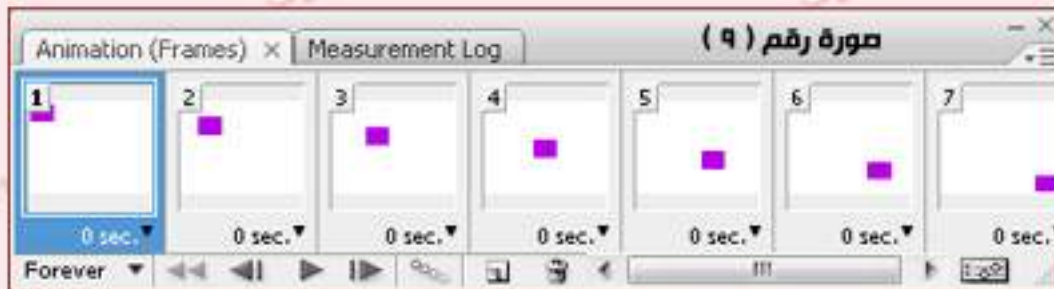 Animation (Frames) × Measurement Log صورة رقم ( ٩ )
1 2 3 4 5 6 7
0 sec. 0 sec. 0 sec. 0 sec. 0 sec. 0 sec. 0 sec.
Forever